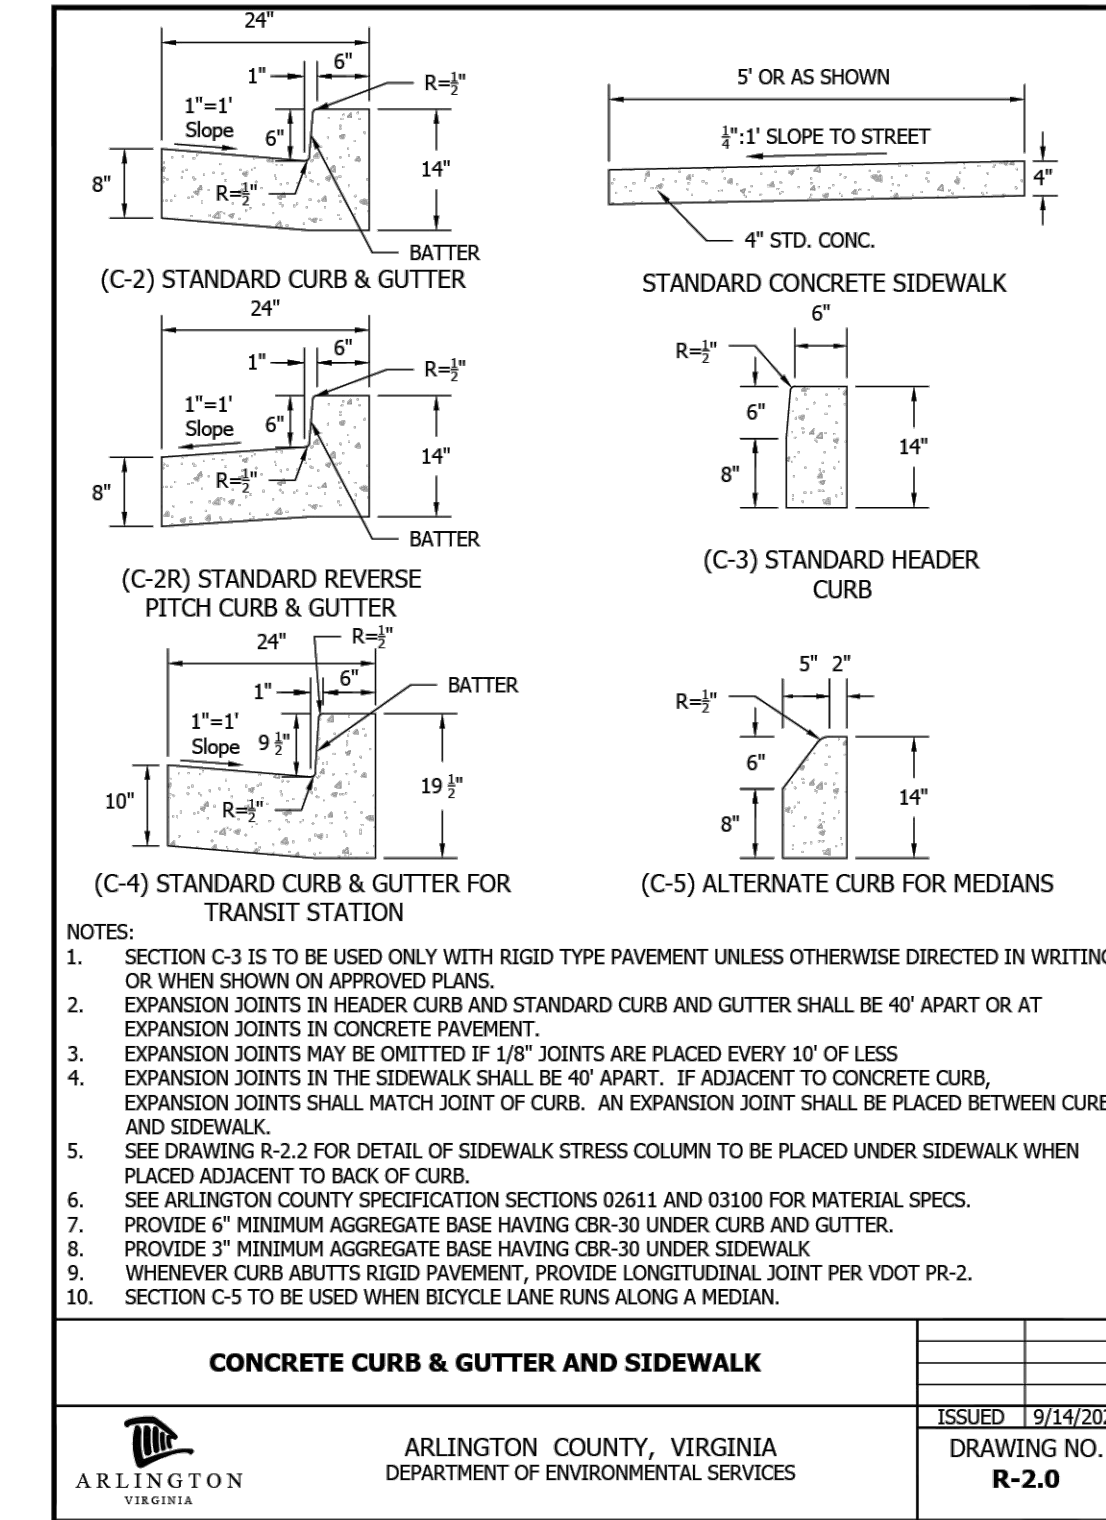 24"
1"
6"
R=½"
1"=1'
Slope
6"
8"
R=½"
14"
BATTER
(C-2) STANDARD CURB & GUTTER
5' OR AS SHOWN
¼":1' SLOPE TO STREET
4"
4" STD. CONC.
STANDARD CONCRETE SIDEWALK
24"
1"
6"
R=½"
1"=1'
Slope
6"
8"
R=½"
14"
BATTER
(C-2R) STANDARD REVERSE
PITCH CURB & GUTTER
6"
R=½"
6"
8"
14"
(C-3) STANDARD HEADER
CURB
24"
R=½"
1"
6"
BATTER
1"=1'
Slope
9 ½"
10"
R=½"
19 ½"
(C-4) STANDARD CURB & GUTTER FOR
TRANSIT STATION
5" 2"
R=½"
6"
8"
14"
(C-5) ALTERNATE CURB FOR MEDIANS
NOTES:
1. SECTION C-3 IS TO BE USED ONLY WITH RIGID TYPE PAVEMENT UNLESS OTHERWISE DIRECTED IN WRITING
OR WHEN SHOWN ON APPROVED PLANS.
2. EXPANSION JOINTS IN HEADER CURB AND STANDARD CURB AND GUTTER SHALL BE 40' APART OR AT
EXPANSION JOINTS IN CONCRETE PAVEMENT.
3. EXPANSION JOINTS MAY BE OMITTED IF 1/8" JOINTS ARE PLACED EVERY 10' OF LESS
4. EXPANSION JOINTS IN THE SIDEWALK SHALL BE 40' APART. IF ADJACENT TO CONCRETE CURB,
EXPANSION JOINTS SHALL MATCH JOINT OF CURB. AN EXPANSION JOINT SHALL BE PLACED BETWEEN CURB
AND SIDEWALK.
5. SEE DRAWING R-2.2 FOR DETAIL OF SIDEWALK STRESS COLUMN TO BE PLACED UNDER SIDEWALK WHEN
PLACED ADJACENT TO BACK OF CURB.
6. SEE ARLINGTON COUNTY SPECIFICATION SECTIONS 02611 AND 03100 FOR MATERIAL SPECS.
7. PROVIDE 6" MINIMUM AGGREGATE BASE HAVING CBR-30 UNDER CURB AND GUTTER.
8. PROVIDE 3" MINIMUM AGGREGATE BASE HAVING CBR-30 UNDER SIDEWALK
9. WHENEVER CURB ABUTTS RIGID PAVEMENT, PROVIDE LONGITUDINAL JOINT PER VDOT PR-2.
10. SECTION C-5 TO BE USED WHEN BICYCLE LANE RUNS ALONG A MEDIAN.
CONCRETE CURB & GUTTER AND SIDEWALK
ISSUED 9/14/202
ARLINGTON
VIRGINIA
ARLINGTON COUNTY, VIRGINIA
DEPARTMENT OF ENVIRONMENTAL SERVICES
DRAWING NO.
R-2.0